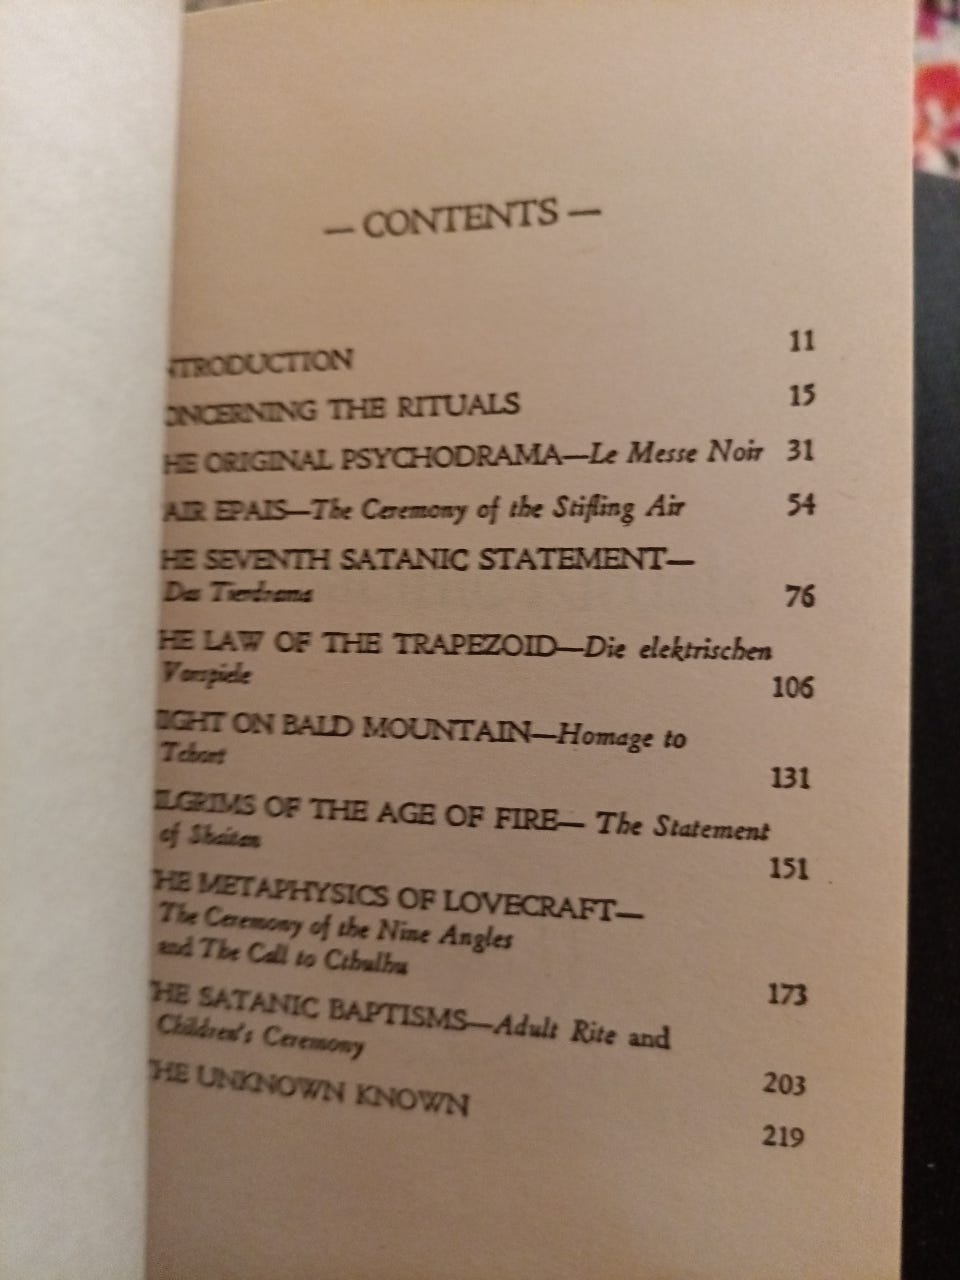 — CONTENTS —
NTRODUCTION 11
ONCERNING THE RITUALS 15
HE ORIGINAL PSYCHODRAMA—Le Messe Noir 31
AIR EPAIS—The Ceremony of the Stifling Air 54
HE SEVENTH SATANIC STATEMENT—
Das Tierdrama 76
HE LAW OF THE TRAPEZOID—Die elektrischen
Vorspiele 106
IGHT ON BALD MOUNTAIN—Homage to
Tchort 131
ILGRIMS OF THE AGE OF FIRE— The Statement
of Shaitan 151
HE METAPHYSICS OF LOVECRAFT—
The Ceremony of the Nine Angles
and The Call to Cthulhu 173
THE SATANIC BAPTISMS—Adult Rite and
Children's Ceremony 203
THE UNKNOWN KNOWN 219